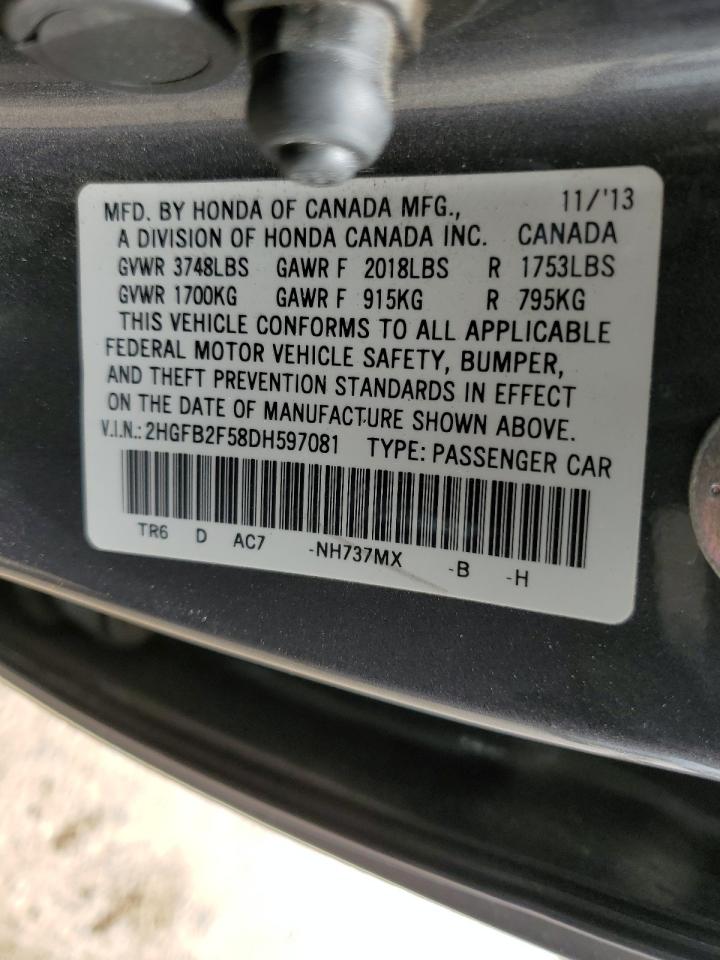 MFD. BY HONDA OF CANADA MFG., 11/'13
A DIVISION OF HONDA CANADA INC. CANADA
GVWR 3748LBS GAWR F 2018LBS R 1753LBS
GVWR 1700KG GAWR F 915KG R 795KG
THIS VEHICLE CONFORMS TO ALL APPLICABLE
FEDERAL MOTOR VEHICLE SAFETY, BUMPER,
AND THEFT PREVENTION STANDARDS IN EFFECT
ON THE DATE OF MANUFACTURE SHOWN ABOVE.
V.I.N.: 2HGFB2F58DH597081 TYPE: PASSENGER CAR
TR6 D AC7 -NH737MX -B -H